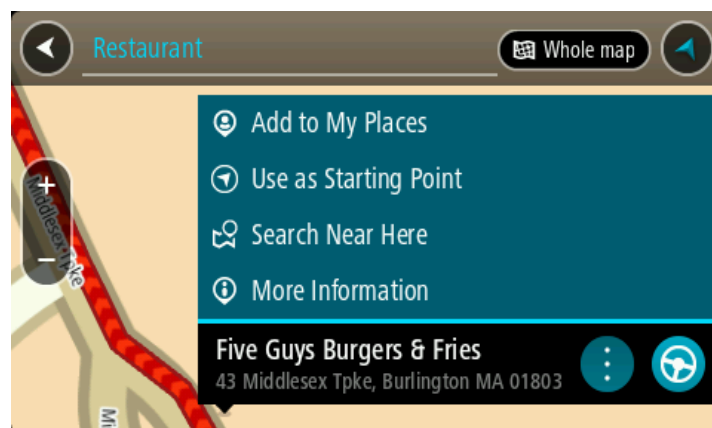 Restaurant
Whole map
Add to My Places
Use as Starting Point
Search Near Here
More Information
Five Guys Burgers & Fries
43 Middlesex Tpke, Burlington MA 01803
+
Middlesex Tpke
−
Mi